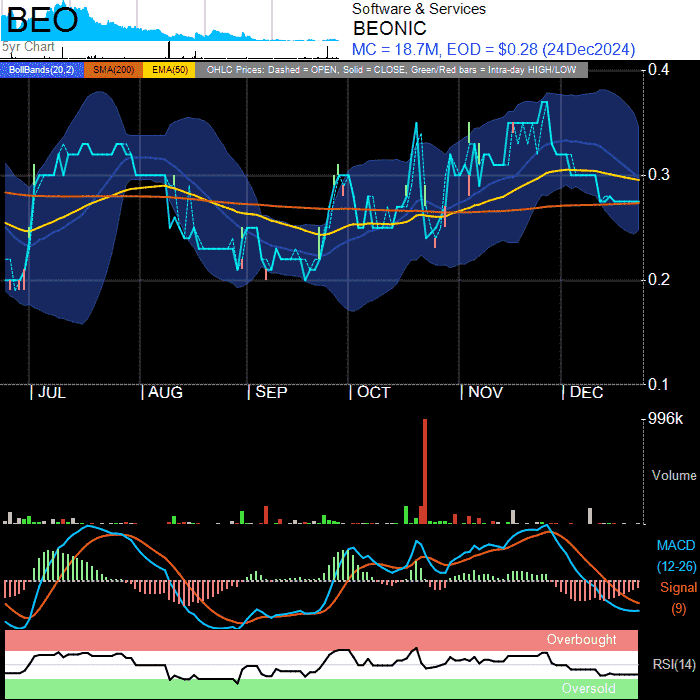 BEO
5yr Chart
Software & Services
BEONIC
MC = 18.7M, EOD = $0.28 (24Dec2024)
BollBands(20,2) SMA(200) EMA(50) OHLC Prices: Dashed = OPEN, Solid = CLOSE, Green/Red bars = Intra-day HIGH/LOW
0.4
0.3
0.2
0.1
JUL AUG SEP OCT NOV DEC
996k
Volume
MACD
(12-26)
Signal
(9)
Overbought
RSI(14)
Oversold